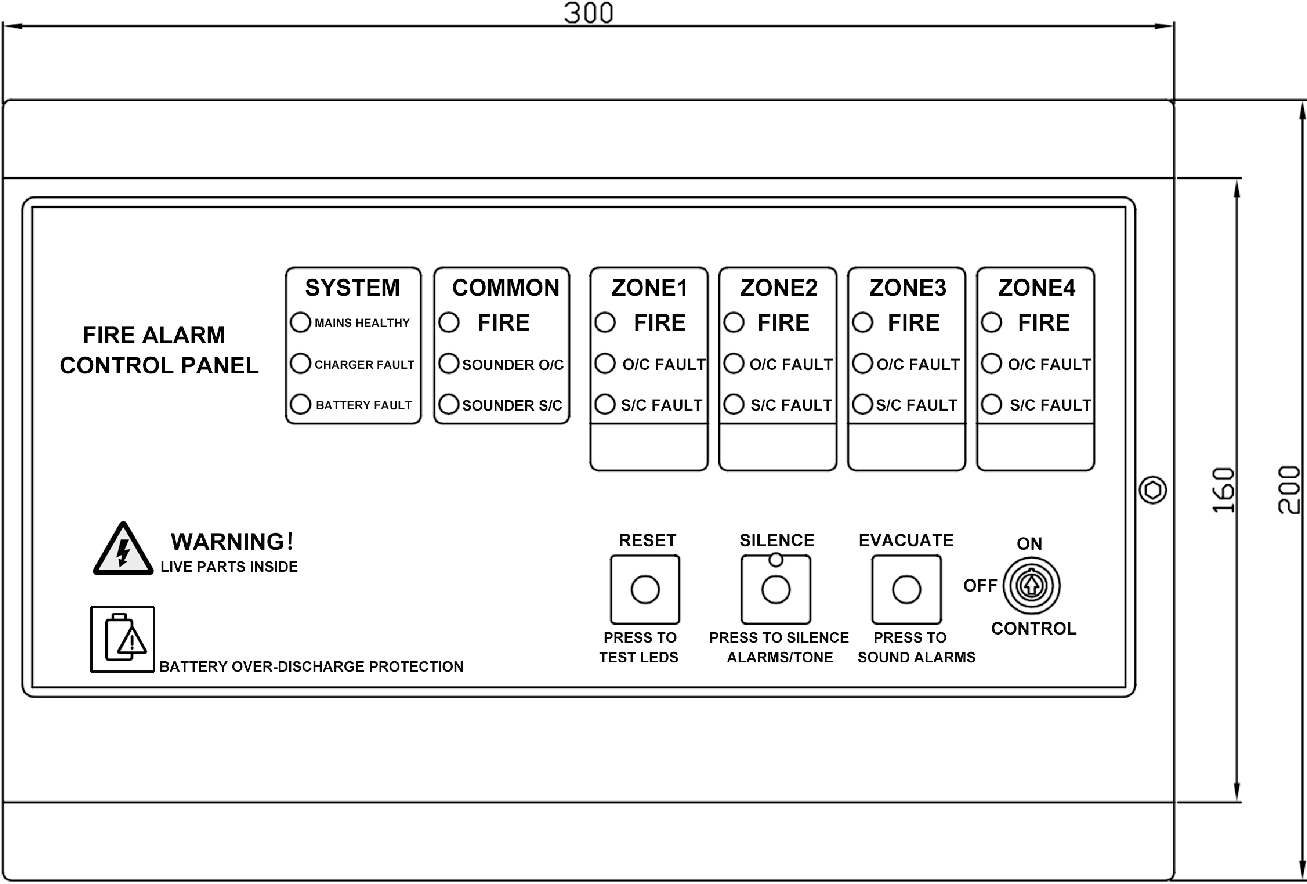 300
FIRE ALARM
CONTROL PANEL
SYSTEM
MAINS HEALTHY
CHARGER FAULT
BATTERY FAULT
COMMON
FIRE
SOUNDER O/C
SOUNDER S/C
ZONE1
FIRE
O/C FAULT
S/C FAULT
ZONE2
FIRE
O/C FAULT
S/C FAULT
ZONE3
FIRE
O/C FAULT
S/C FAULT
ZONE4
FIRE
O/C FAULT
S/C FAULT
160
200
WARNING!
LIVE PARTS INSIDE
BATTERY OVER-DISCHARGE PROTECTION
RESET
PRESS TO
TEST LEDS
SILENCE
PRESS TO SILENCE
ALARMS/TONE
EVACUATE
PRESS TO
SOUND ALARMS
ON
OFF
CONTROL